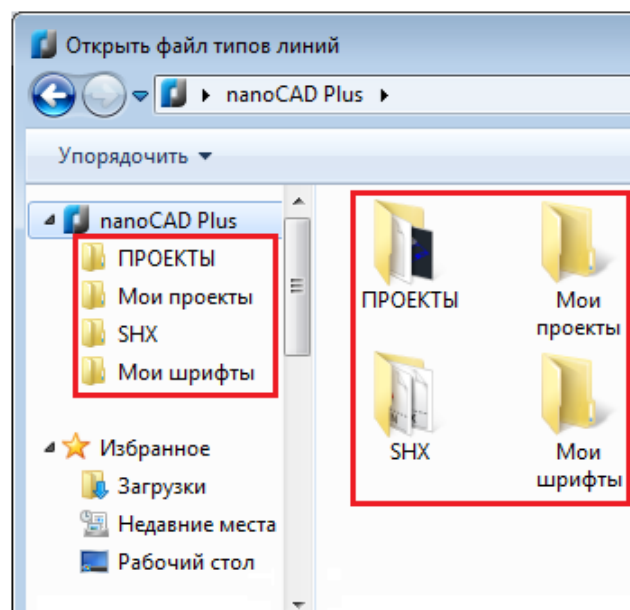 Открыть файл типов линий
nanoCAD Plus
Упорядочить
nanoCAD Plus
ПРОЕКТЫ
Мои проекты
SHX
Мои шрифты
Избранное
Загрузки
Недавние места
Рабочий стол
ПРОЕКТЫ
Мои
проекты
SHX
Мои
шрифты